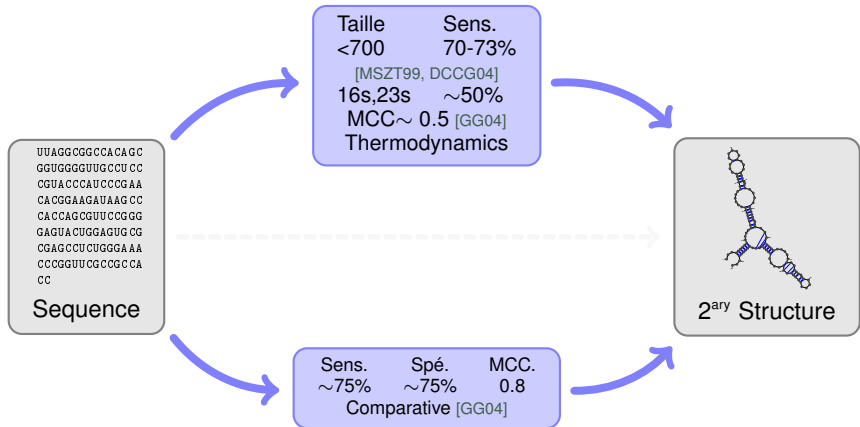 Taille Sens.
<700 70-73%
[MSZT99, DCCG04]
16s,23s ∼50%
MCC∼ 0.5 [GG04]
Thermodynamics
UUAGGCGGCCACAGC
GGUGGGGUUGCCUCC
CGUACCCAUCCCGAA
CACGGAAGAUAAGCC
CACCAGCGUUCCGGG
GAGUACUGGAGUGCG
CGAGCCUCUGGGAAA
CCCGGUUCGCCGCCA
CC
Sequence
2ary Structure
Sens. Spé. MCC.
∼75% ∼75% 0.8
Comparative [GG04]